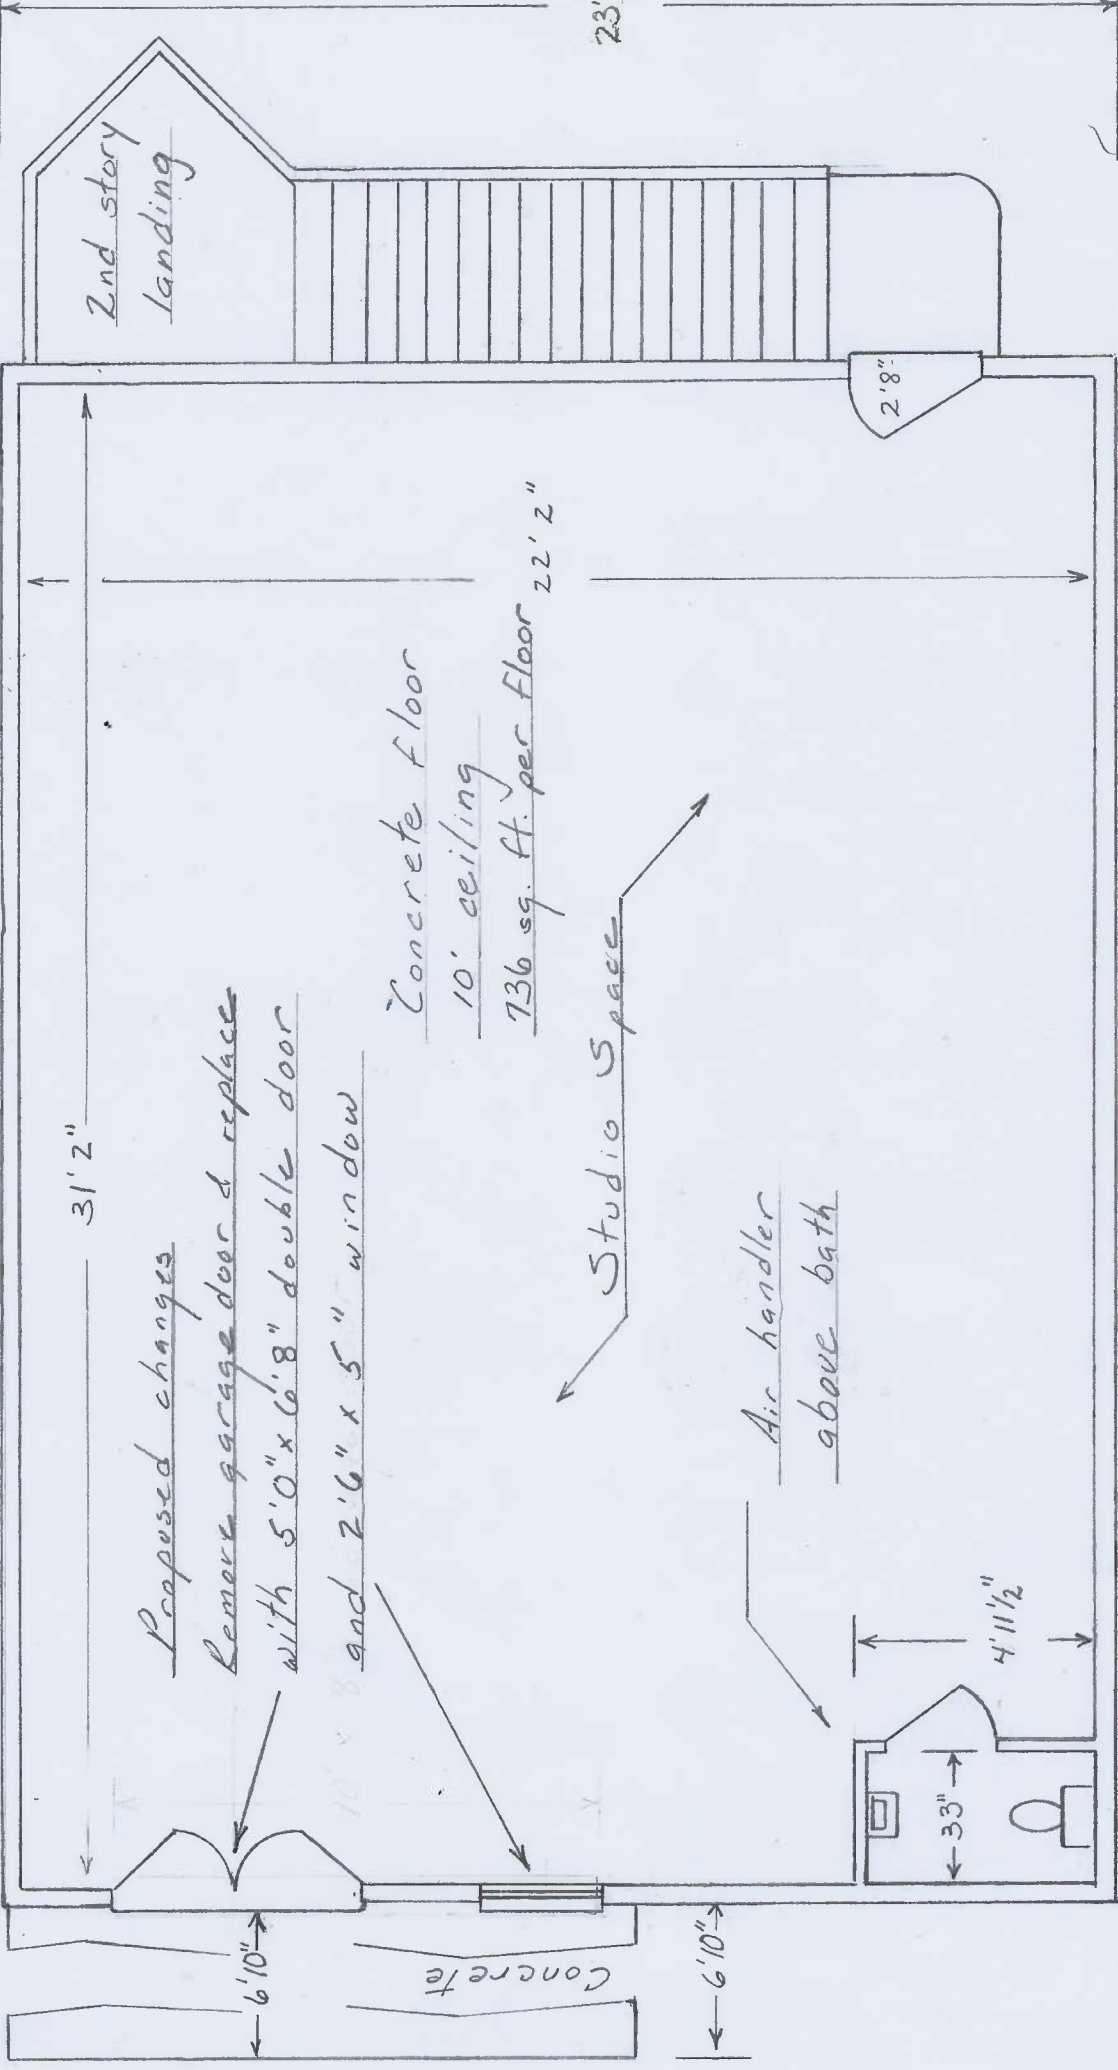 23'
2nd story
landing
31' 2"
Proposed changes
Remove garage door & replace
with 5'0" x 6'8" double door
and 2'6" x 5" window
Concrete floor
10' ceiling
736 sq. ft. per floor
22' 2"
2'8"
Studio Space
Air handler
above bath
4'11½"
33"
6'10"
Concrete
6'10"